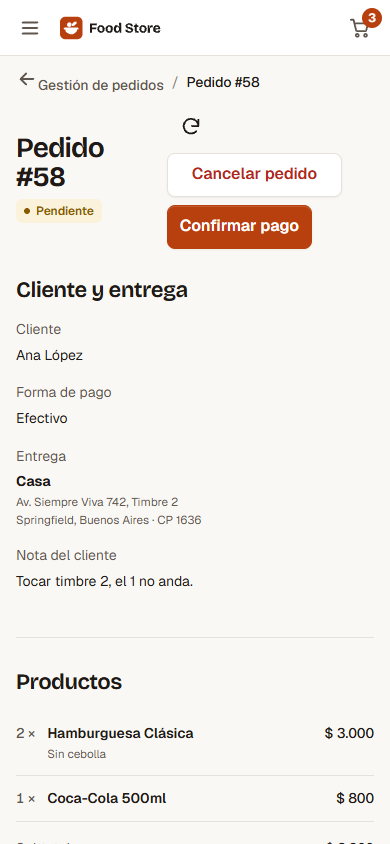 Food Store
3
Gestión de pedidos / Pedido #58
Pedido
#58
Pendiente
Cancelar pedido
Confirmar pago
Cliente y entrega
Cliente
Ana López
Forma de pago
Efectivo
Entrega
Casa
Av. Siempre Viva 742, Timbre 2
Springfield, Buenos Aires · CP 1636
Nota del cliente
Tocar timbre 2, el 1 no anda.
Productos
2 × Hamburguesa Clásica $ 3.000
Sin cebolla
1 × Coca-Cola 500ml $ 800